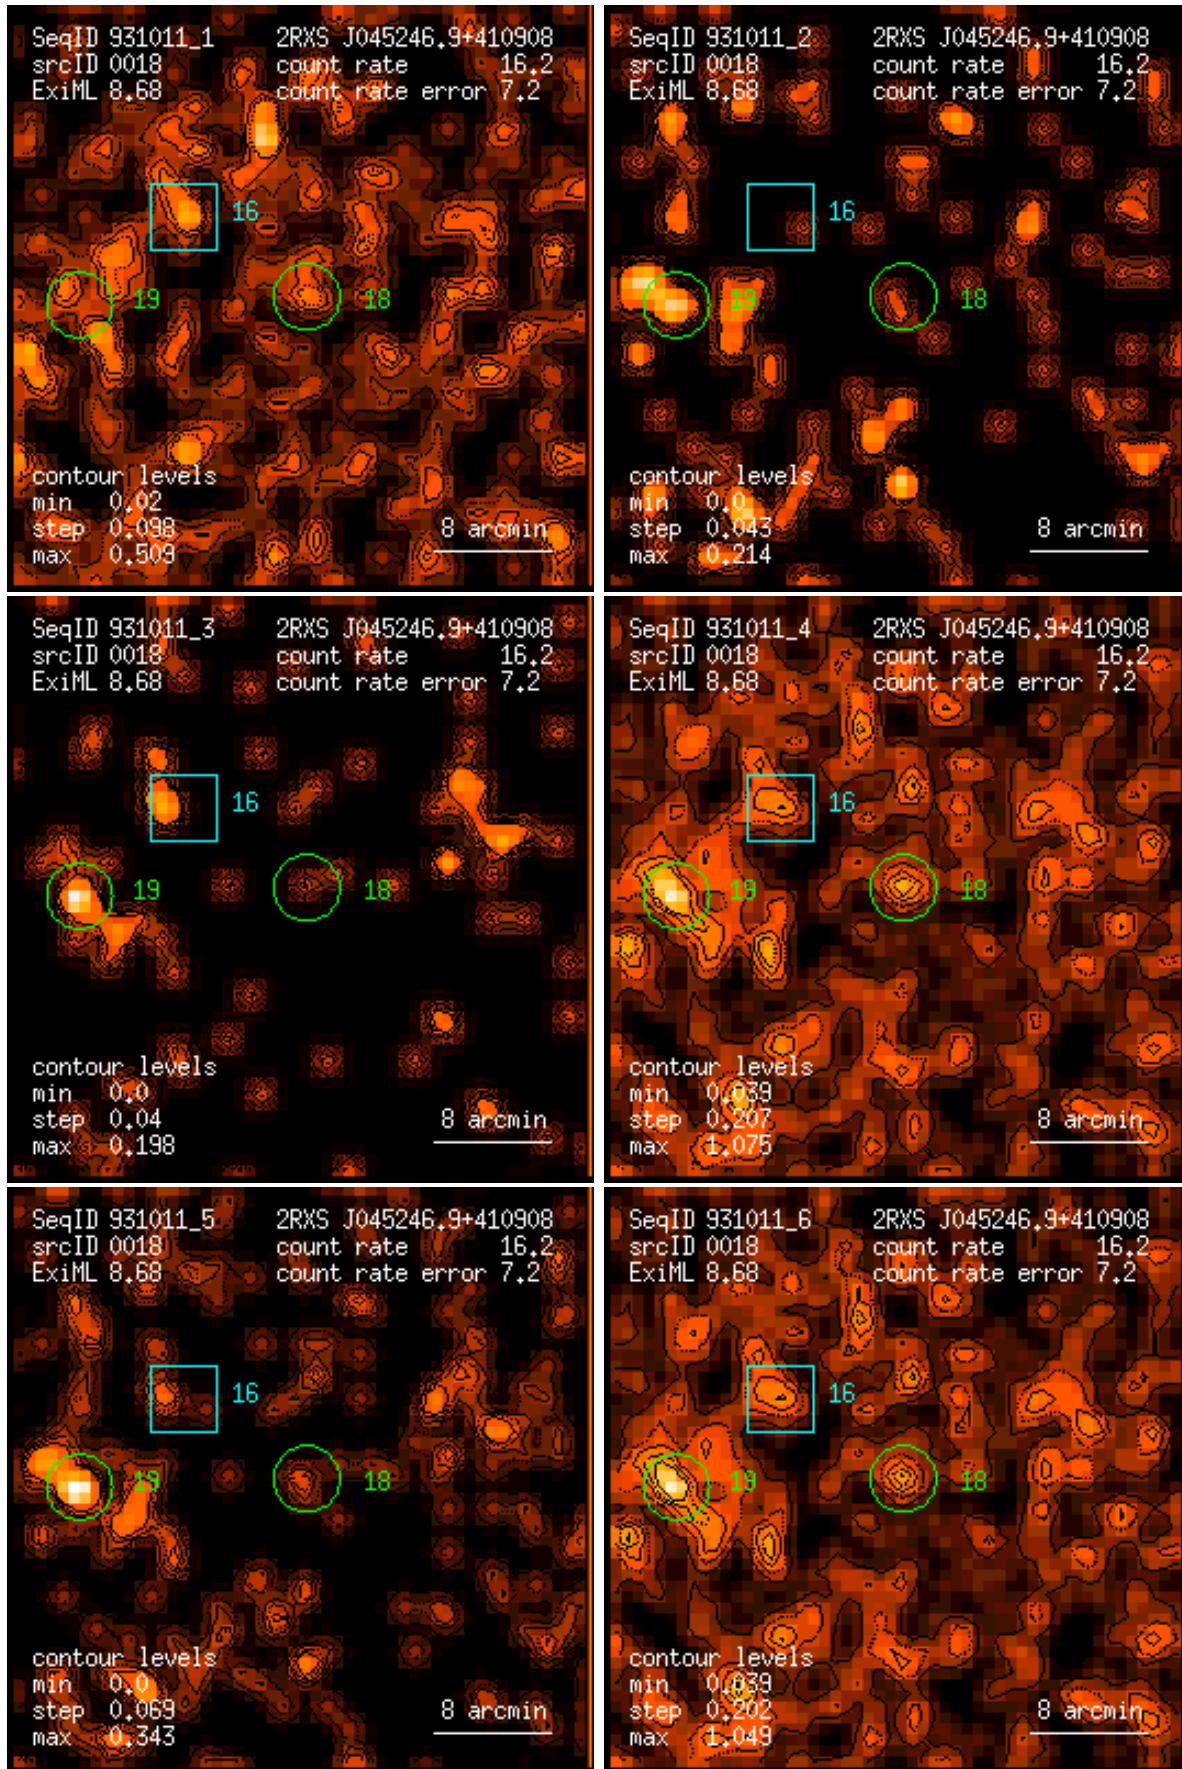 SeqID 931011_1 2RXS J045246.9+410908
srcID 0018 count rate 16.2
ExiML 8.68 count rate error 7.2
16
19 18
contour levels
min 0.02
step 0.098 8 arcmin
max 0.509
SeqID 931011_2 2RXS J045246.9+410908
srcID 0018 count rate 16.2
ExiML 8.68 count rate error 7.2
16
19 18
contour levels
min 0.0
step 0.043 8 arcmin
max 0.214
SeqID 931011_3 2RXS J045246.9+410908
srcID 0018 count rate 16.2
ExiML 8.68 count rate error 7.2
16
19 18
contour levels
min 0.0
step 0.04 8 arcmin
max 0.198
SeqID 931011_4 2RXS J045246.9+410908
srcID 0018 count rate 16.2
ExiML 8.68 count rate error 7.2
16
19 18
contour levels
min 0.039
step 0.207 8 arcmin
max 1.075
SeqID 931011_5 2RXS J045246.9+410908
srcID 0018 count rate 16.2
ExiML 8.68 count rate error 7.2
16
19 18
contour levels
min 0.0
step 0.069 8 arcmin
max 0.343
SeqID 931011_6 2RXS J045246.9+410908
srcID 0018 count rate 16.2
ExiML 8.68 count rate error 7.2
16
19 18
contour levels
min 0.039
step 0.202 8 arcmin
max 1.049